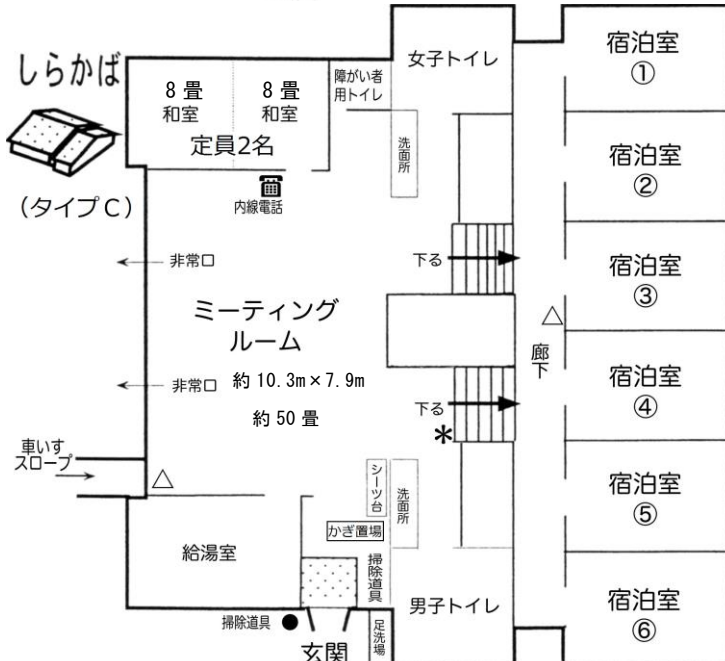 しらかば
(タイプC)
8畳
和室
8畳
和室
定員2名
障がい者
用トイレ
女子トイレ
洗面所
内線電話
非常口
下る
ミーティング
ルーム
約10.3m×7.9m
約50畳
非常口
下る
*
廊下
車いす
スロープ
シーツ台
洗面所
かぎ置場
給湯室
掃除道具
男子トイレ
掃除道具
玄関
足洗場
宿泊室
①
宿泊室
②
宿泊室
③
宿泊室
④
宿泊室
⑤
宿泊室
⑥